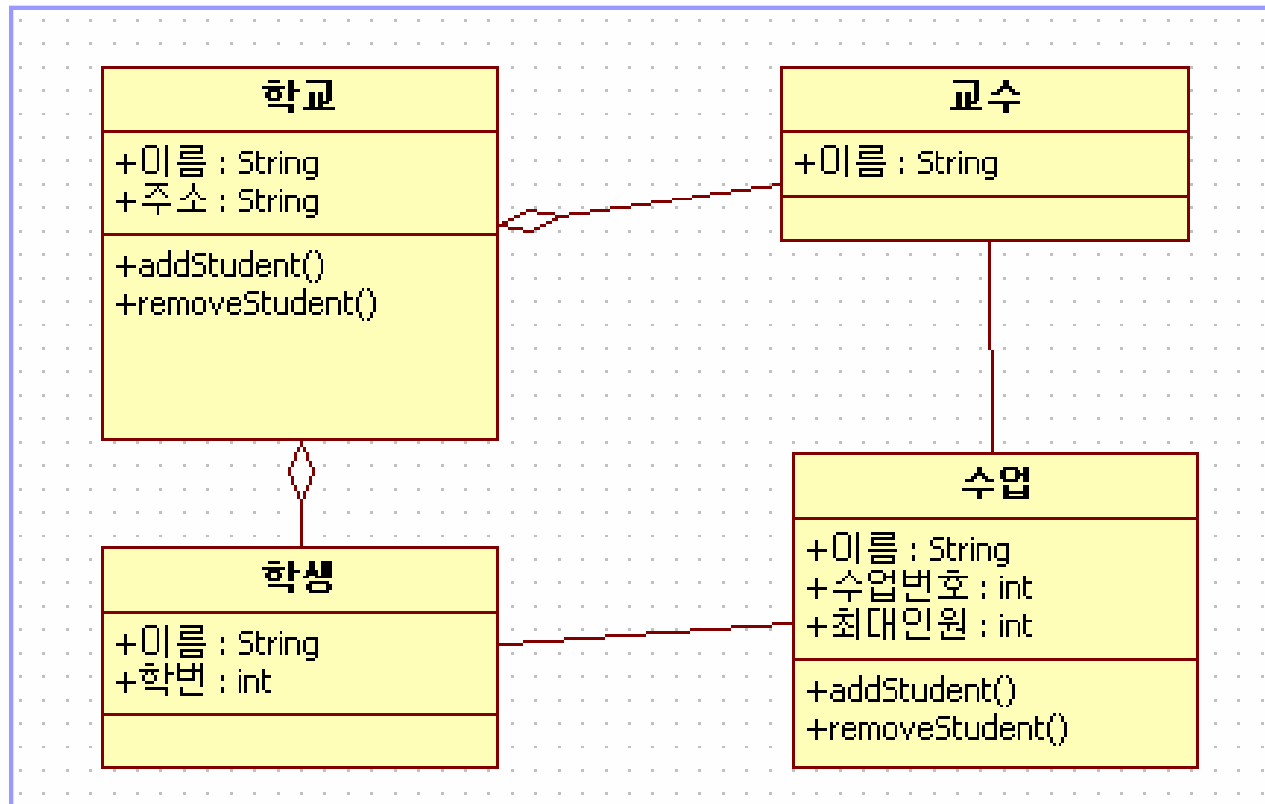 학교
+이름 : String
+주소 : String
+addStudent()
+removeStudent()
교수
+이름 : String
학생
+이름 : String
+학번 : int
수업
+이름 : String
+수업번호 : int
+최대인원 : int
+addStudent()
+removeStudent()